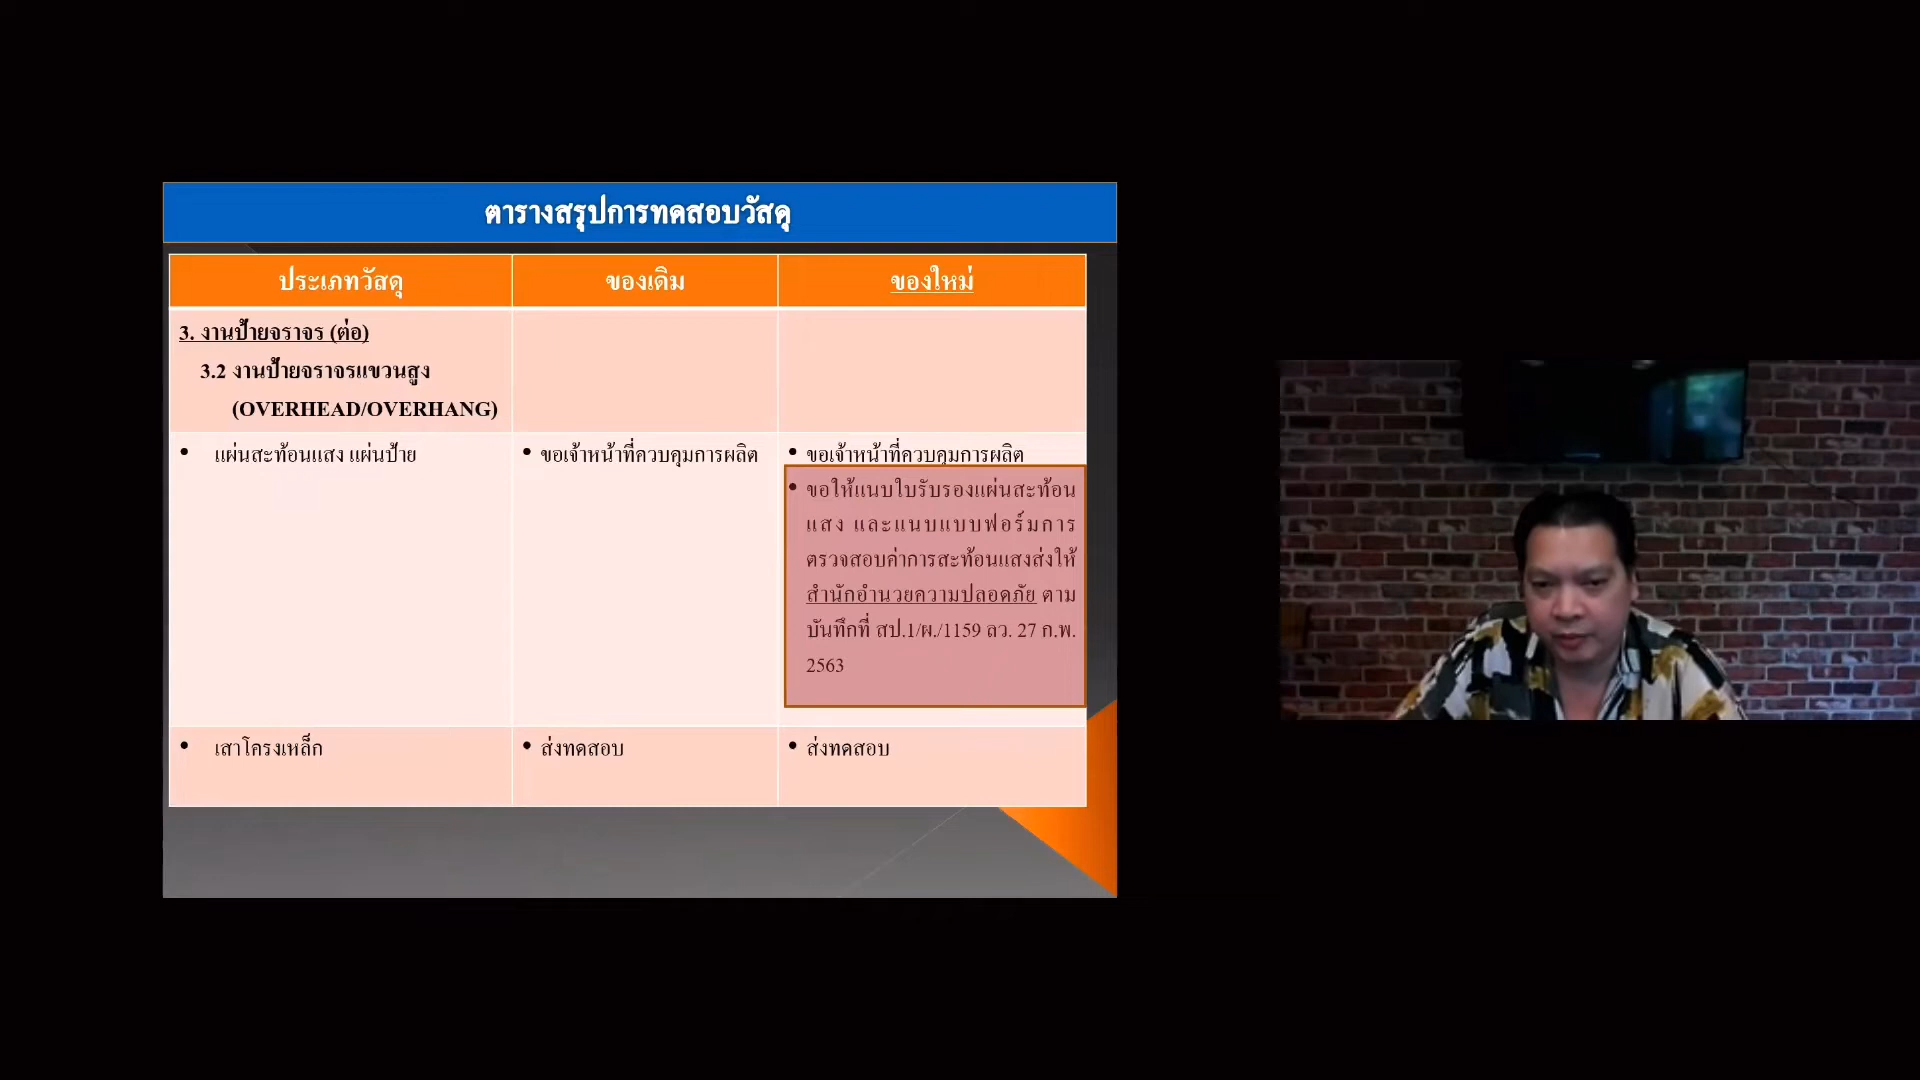 ตารางสรุปการทดสอบวัสดุ
ประเภทวัสดุ
ของเดิม
ของใหม่
3. งานป้ายจราจร (ต่อ)
3.2 งานป้ายจราจรแขวนสูง
(OVERHEAD/OVERHANG)
• แผ่นสะท้อนแสง แผ่นป้าย
• ขอเจ้าหน้าที่ควบคุมการผลิต
• ขอเจ้าหน้าที่ควบคุมการผลิต
• ขอให้แนบใบรับรองแผ่นสะท้อน
แสง และแนบแบบฟอร์มการ
ตรวจสอบค่าการสะท้อนแสงส่งให้
สำนักอำนวยความปลอดภัย ตาม
บันทึกที่ สป.1/ผ./1159 ลว. 27 ก.พ.
2563
• เสาโครงเหล็ก
• ส่งทดสอบ
• ส่งทดสอบ